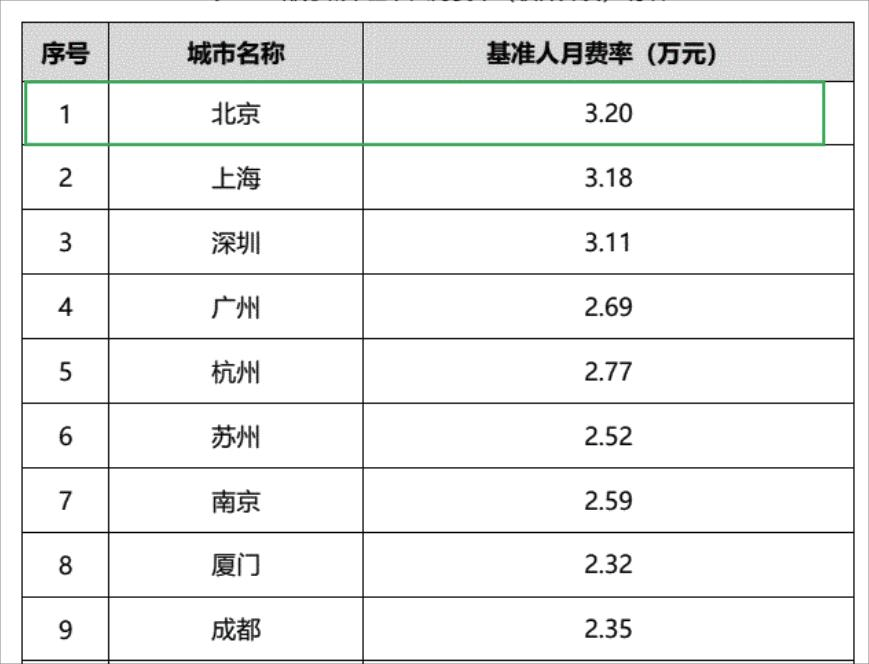 序号 城市名称 基准人月费率（万元）
1 北京 3.20
2 上海 3.18
3 深圳 3.11
4 广州 2.69
5 杭州 2.77
6 苏州 2.52
7 南京 2.59
8 厦门 2.32
9 成都 2.35